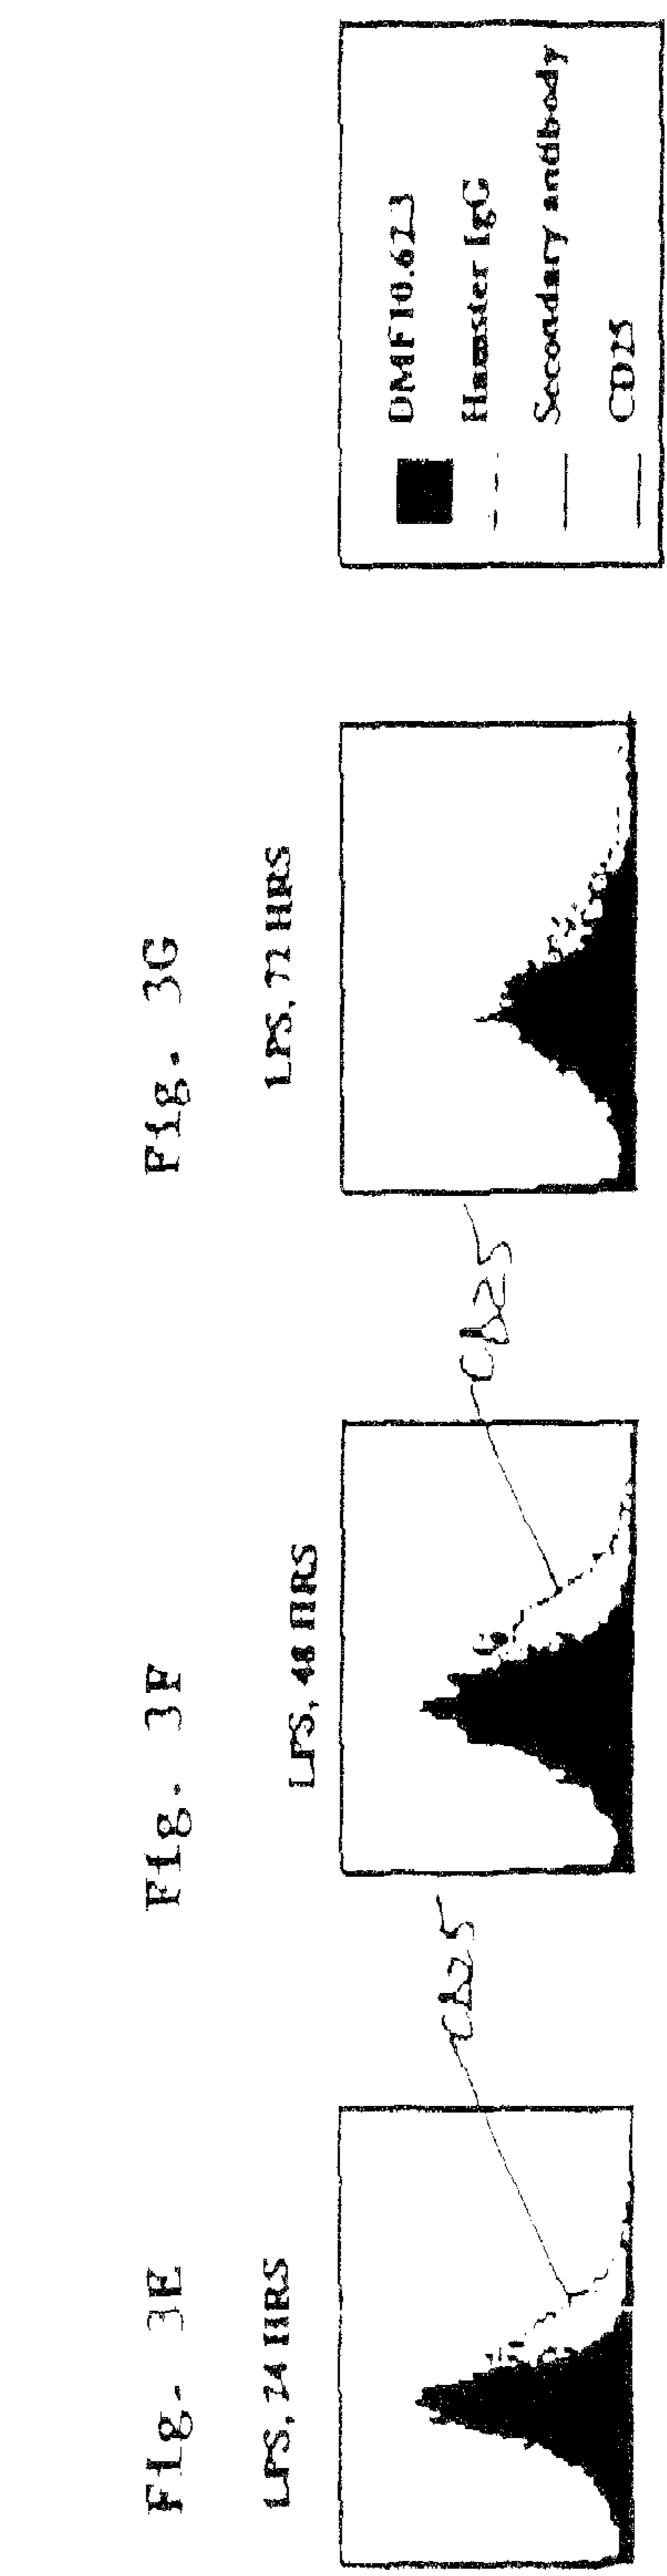 Fig. 3E
LPS, 24 HRS
CD25
Fig. 3F
LPS, 48 HRS
CD25
Fig. 3G
LPS, 72 HRS
DMF10.62.3
Hamster IgG
Secondary antibody
CD25